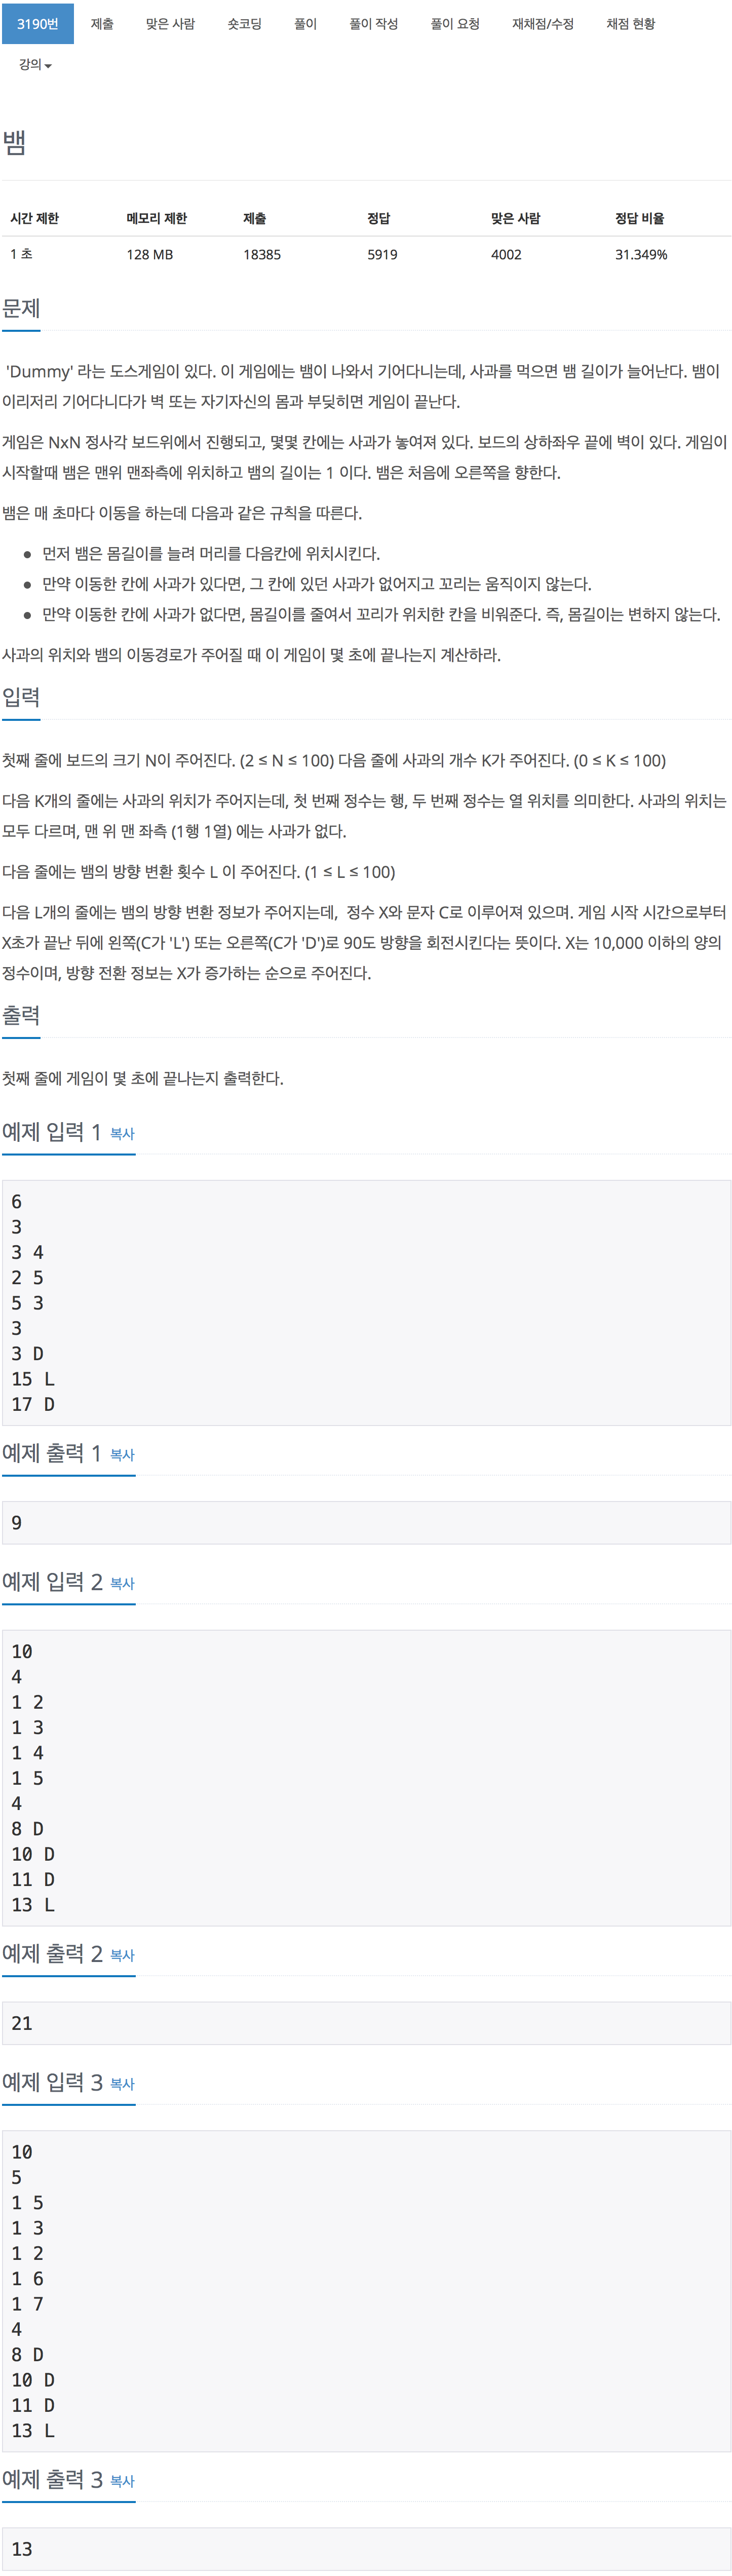 3190번 제출 맞은 사람 숏코딩 풀이 풀이 작성 풀이 요청 재채점/수정 채점 현황
강의
뱀
시간 제한 메모리 제한 제출 정답 맞은 사람 정답 비율
1 초 128 MB 18385 5919 4002 31.349%
문제
'Dummy' 라는 도스게임이 있다. 이 게임에는 뱀이 나와서 기어다니는데, 사과를 먹으면 뱀 길이가 늘어난다. 뱀이
이리저리 기어다니다가 벽 또는 자기자신의 몸과 부딪히면 게임이 끝난다.
게임은 NxN 정사각 보드위에서 진행되고, 몇몇 칸에는 사과가 놓여져 있다. 보드의 상하좌우 끝에 벽이 있다. 게임이
시작할때 뱀은 맨위 맨좌측에 위치하고 뱀의 길이는 1 이다. 뱀은 처음에 오른쪽을 향한다.
뱀은 매 초마다 이동을 하는데 다음과 같은 규칙을 따른다.
● 먼저 뱀은 몸길이를 늘려 머리를 다음칸에 위치시킨다.
● 만약 이동한 칸에 사과가 있다면, 그 칸에 있던 사과가 없어지고 꼬리는 움직이지 않는다.
● 만약 이동한 칸에 사과가 없다면, 몸길이를 줄여서 꼬리가 위치한 칸을 비워준다. 즉, 몸길이는 변하지 않는다.
사과의 위치와 뱀의 이동경로가 주어질 때 이 게임이 몇 초에 끝나는지 계산하라.
입력
첫째 줄에 보드의 크기 N이 주어진다. (2 ≤ N ≤ 100) 다음 줄에 사과의 개수 K가 주어진다. (0 ≤ K ≤ 100)
다음 K개의 줄에는 사과의 위치가 주어지는데, 첫 번째 정수는 행, 두 번째 정수는 열 위치를 의미한다. 사과의 위치는
모두 다르며, 맨 위 맨 좌측 (1행 1열) 에는 사과가 없다.
다음 줄에는 뱀의 방향 변환 횟수 L 이 주어진다. (1 ≤ L ≤ 100)
다음 L개의 줄에는 뱀의 방향 변환 정보가 주어지는데, 정수 X와 문자 C로 이루어져 있으며. 게임 시작 시간으로부터
X초가 끝난 뒤에 왼쪽(C가 'L') 또는 오른쪽(C가 'D')로 90도 방향을 회전시킨다는 뜻이다. X는 10,000 이하의 양의
정수이며, 방향 전환 정보는 X가 증가하는 순으로 주어진다.
출력
첫째 줄에 게임이 몇 초에 끝나는지 출력한다.
예제 입력 1 복사
6
3
3 4
2 5
5 3
3
3 D
15 L
17 D
예제 출력 1 복사
9
예제 입력 2 복사
10
4
1 2
1 3
1 4
1 5
4
8 D
10 D
11 D
13 L
예제 출력 2 복사
21
예제 입력 3 복사
10
5
1 5
1 3
1 2
1 6
1 7
4
8 D
10 D
11 D
13 L
예제 출력 3 복사
13